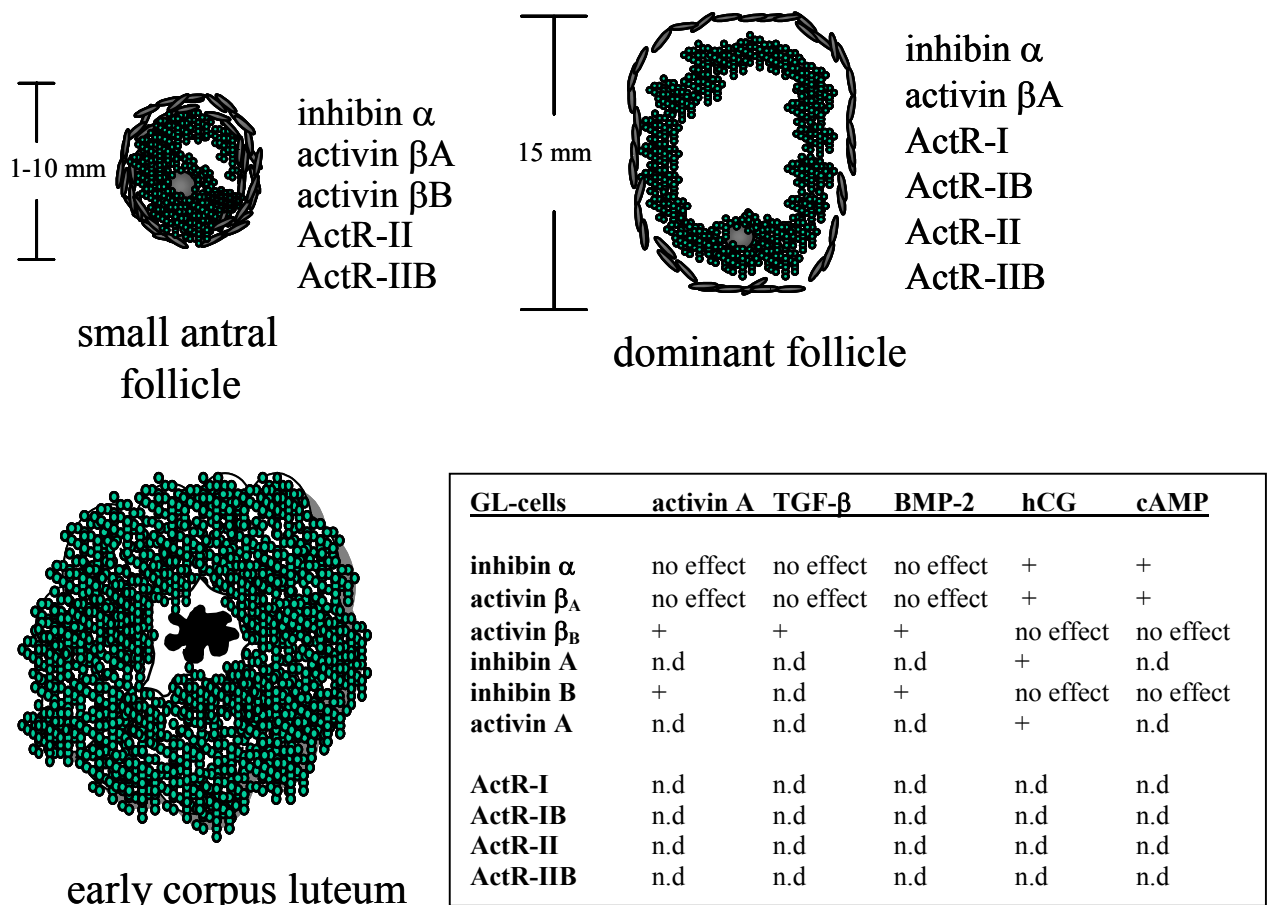 1-10 mm
inhibin α
activin βA
activin βB
ActR-II
ActR-IIB
small antral
follicle
15 mm
inhibin α
activin βA
ActR-I
ActR-IB
ActR-II
ActR-IIB
dominant follicle
early corpus luteum
GL-cells activin A TGF-β BMP-2 hCG cAMP
inhibin α no effect no effect no effect + +
activin βA no effect no effect no effect + +
activin βB + + + no effect no effect
inhibin A n.d n.d n.d + n.d
inhibin B + n.d + no effect no effect
activin A n.d n.d n.d + n.d
ActR-I n.d n.d n.d n.d n.d
ActR-IB n.d n.d n.d n.d n.d
ActR-II n.d n.d n.d n.d n.d
ActR-IIB n.d n.d n.d n.d n.d